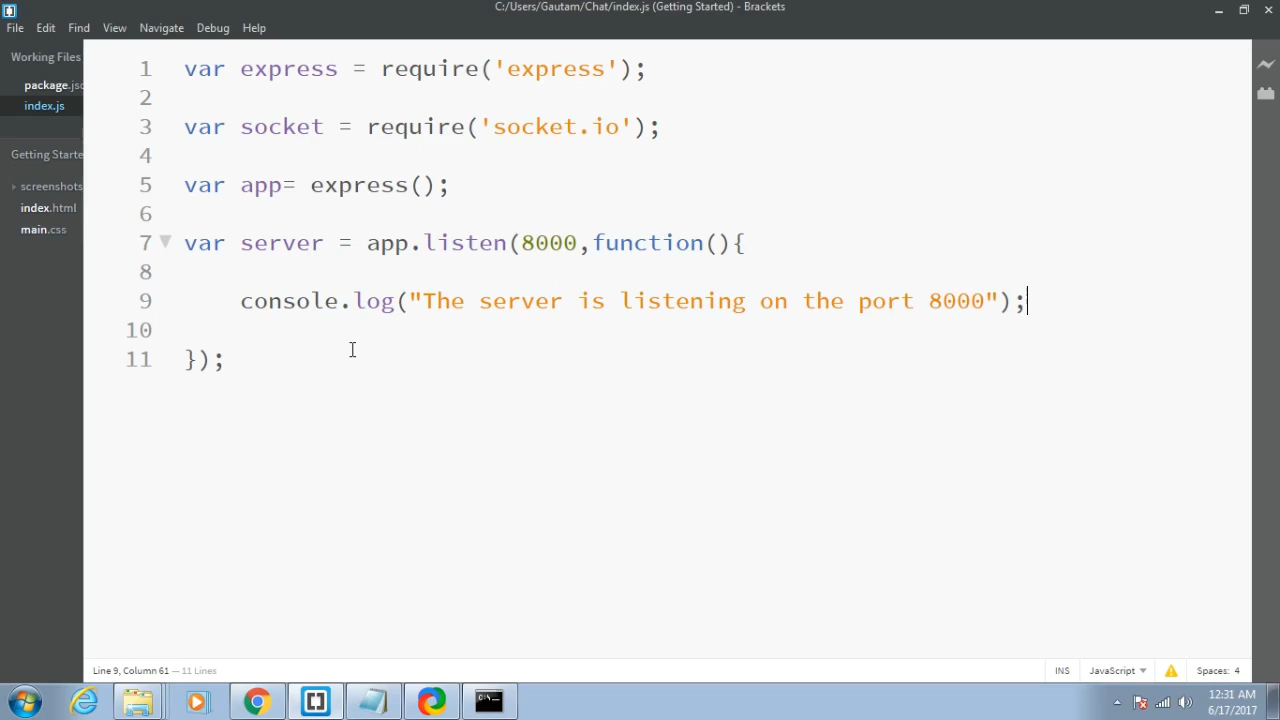 C:/Users/Gautam/Chat/index.js (Getting Started) - Brackets
File Edit Find View Navigate Debug Help
Working Files
package.jsc
index.js
Getting Starte
screenshots
index.html
main.css
1 var express = require('express');
2
3 var socket = require('socket.io');
4
5 var app= express();
6
7 var server = app.listen(8000,function(){
8
9 console.log("The server is listening on the port 8000");
10
11 });
Line 9, Column 61 — 11 Lines
INS JavaScript Spaces: 4
12:31 AM
6/17/2017